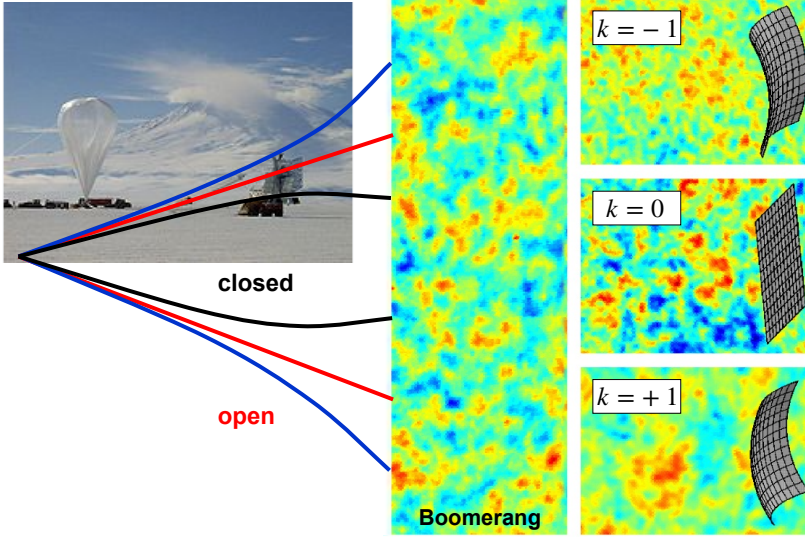 closed
open
Boomerang
k = − 1
k = 0
k = + 1